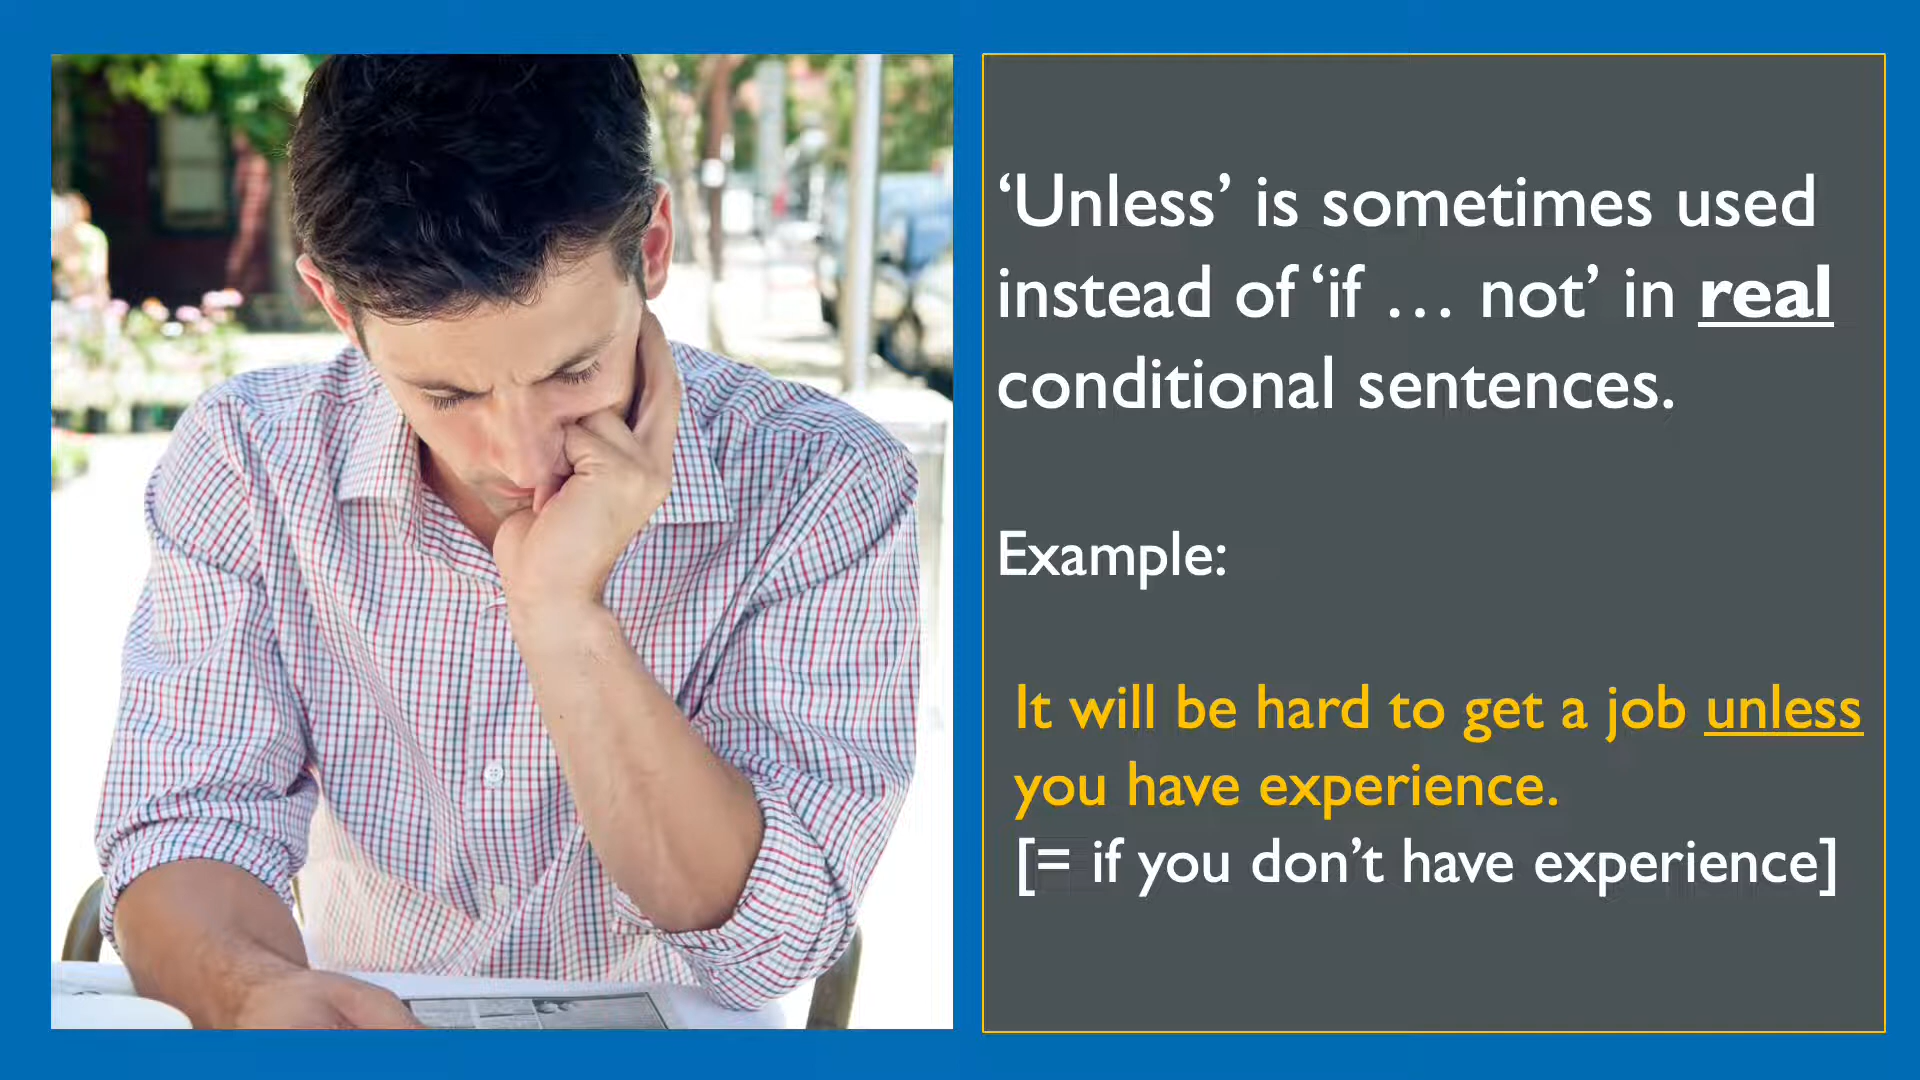 ‘Unless’ is sometimes used
instead of ‘if … not’ in real
conditional sentences.
Example:
It will be hard to get a job unless
you have experience.
[= if you don’t have experience]